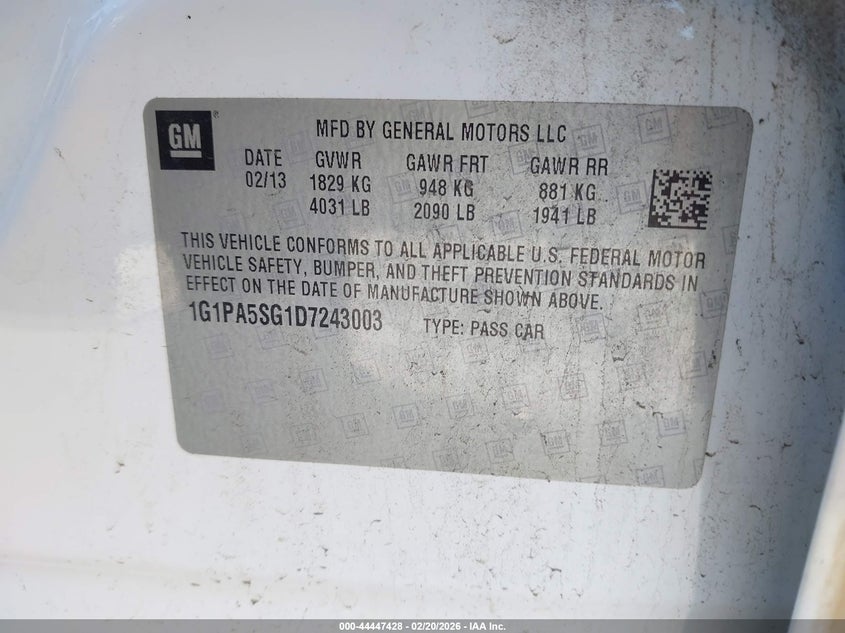 GM
MFD BY GENERAL MOTORS LLC
DATE GVWR GAWR FRT GAWR RR
02/13 1829 KG 948 KG 881 KG
4031 LB 2090 LB 1941 LB
THIS VEHICLE CONFORMS TO ALL APPLICABLE U.S. FEDERAL MOTOR
VEHICLE SAFETY, BUMPER, AND THEFT PREVENTION STANDARDS IN
EFFECT ON THE DATE OF MANUFACTURE SHOWN ABOVE.
1G1PA5SG1D7243003 TYPE: PASS CAR
000-44447428 - 02/20/2026 - IAA Inc.